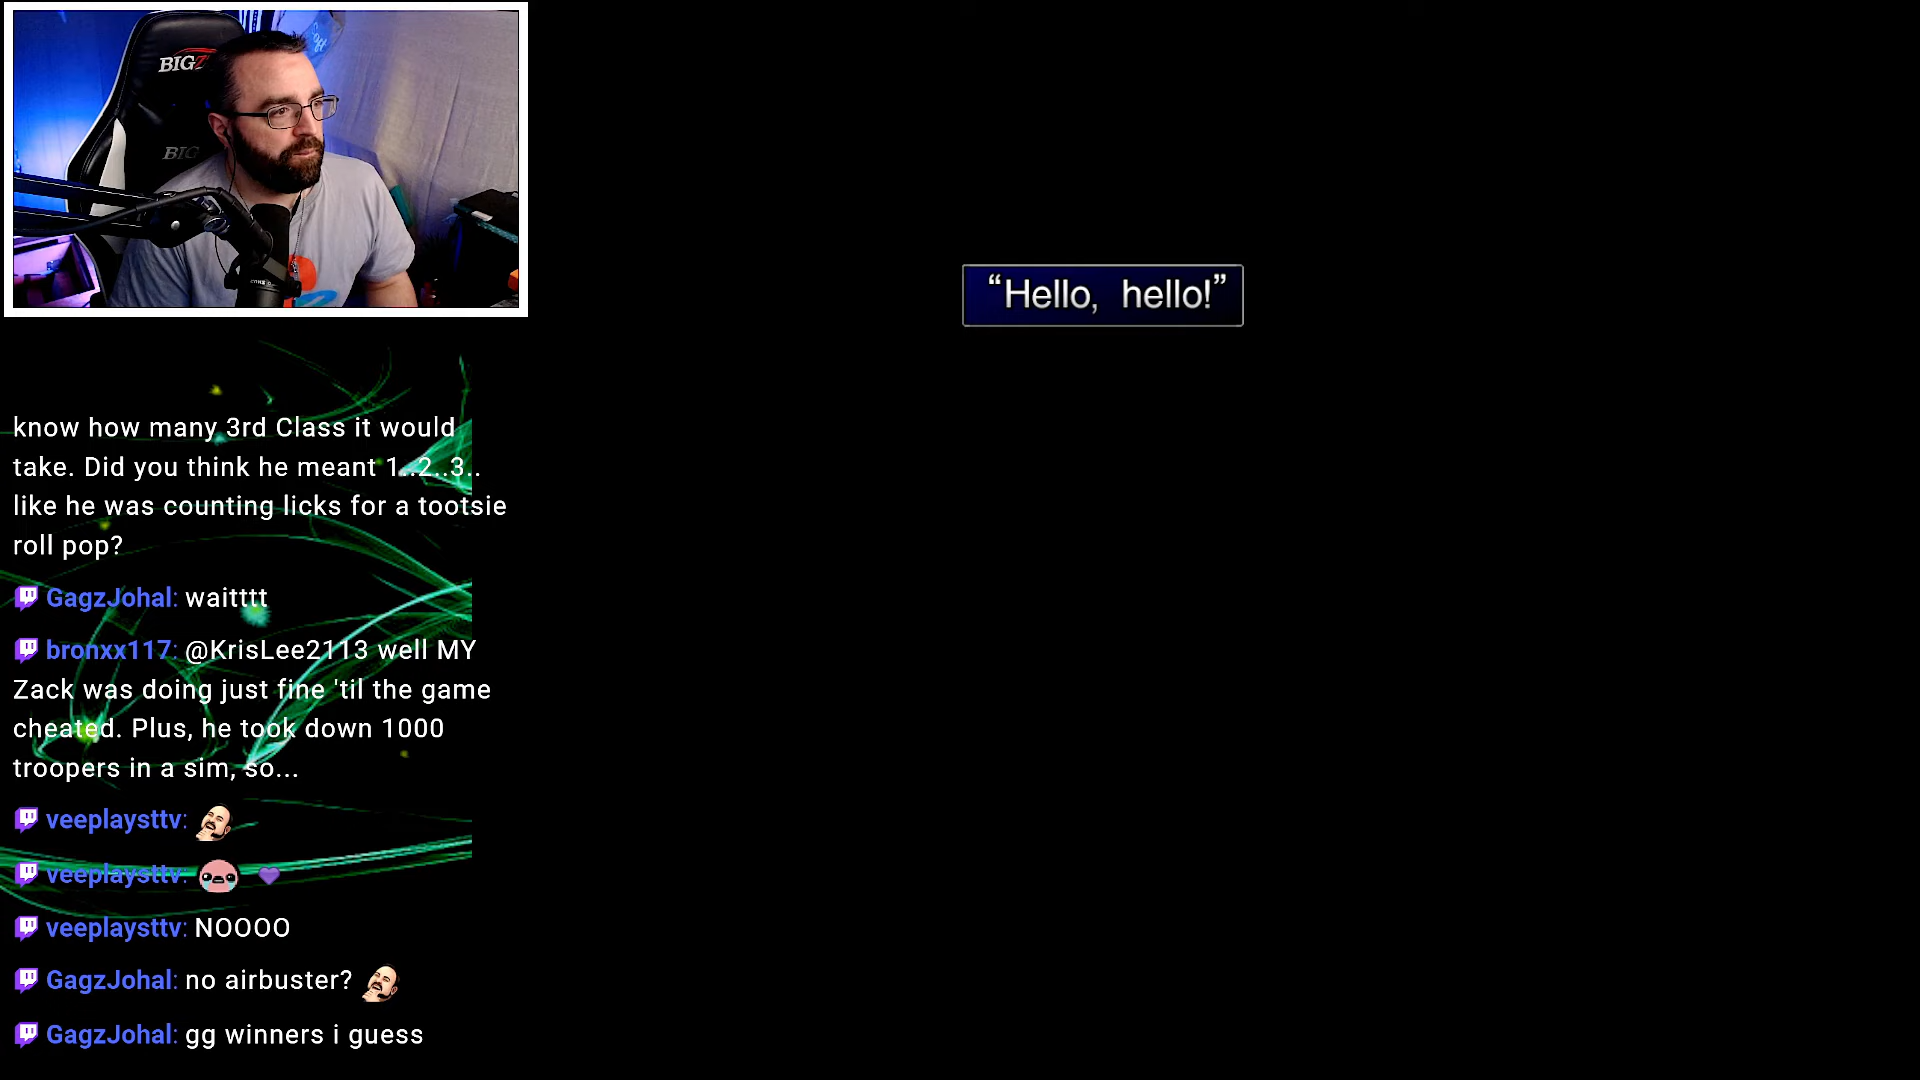 BIGZ
BIG
“Hello, hello!”
know how many 3rd Class it would
take. Did you think he meant 1..2..3..
like he was counting licks for a tootsie
roll pop?
GagzJohal: waitttt
bronxx117: @KrisLee2113 well MY
Zack was doing just fine 'til the game
cheated. Plus, he took down 1000
troopers in a sim, so...
veeplaysttv:
veeplaysttv:
veeplaysttv: NOOOO
GagzJohal: no airbuster?
GagzJohal: gg winners i guess